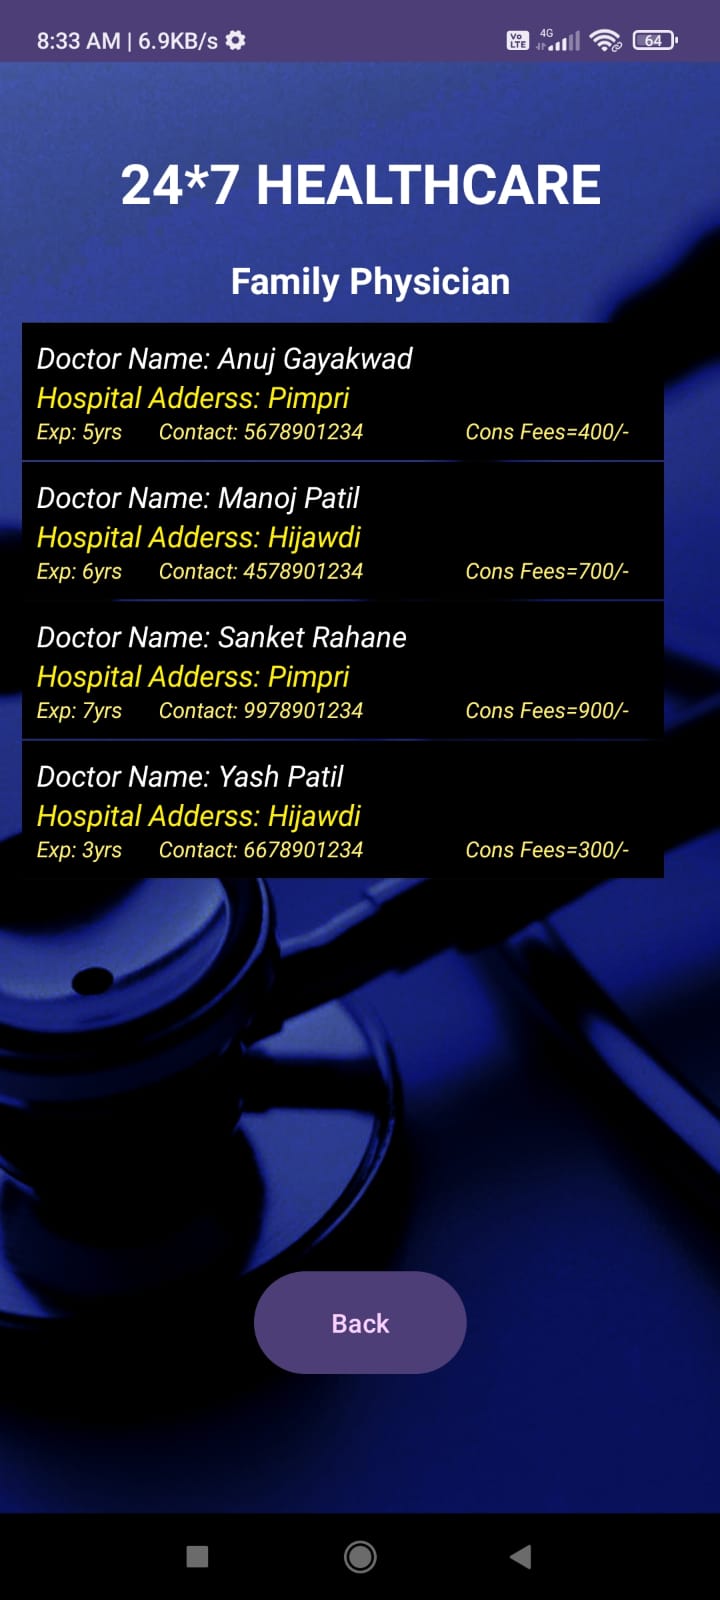 8:33 AM | 6.9KB/s
Vo LTE 4G 64
24*7 HEALTHCARE
Family Physician
Doctor Name: Anuj Gayakwad
Hospital Adderss: Pimpri
Exp: 5yrs Contact: 5678901234 Cons Fees=400/-
Doctor Name: Manoj Patil
Hospital Adderss: Hijawdi
Exp: 6yrs Contact: 4578901234 Cons Fees=700/-
Doctor Name: Sanket Rahane
Hospital Adderss: Pimpri
Exp: 7yrs Contact: 9978901234 Cons Fees=900/-
Doctor Name: Yash Patil
Hospital Adderss: Hijawdi
Exp: 3yrs Contact: 6678901234 Cons Fees=300/-
Back